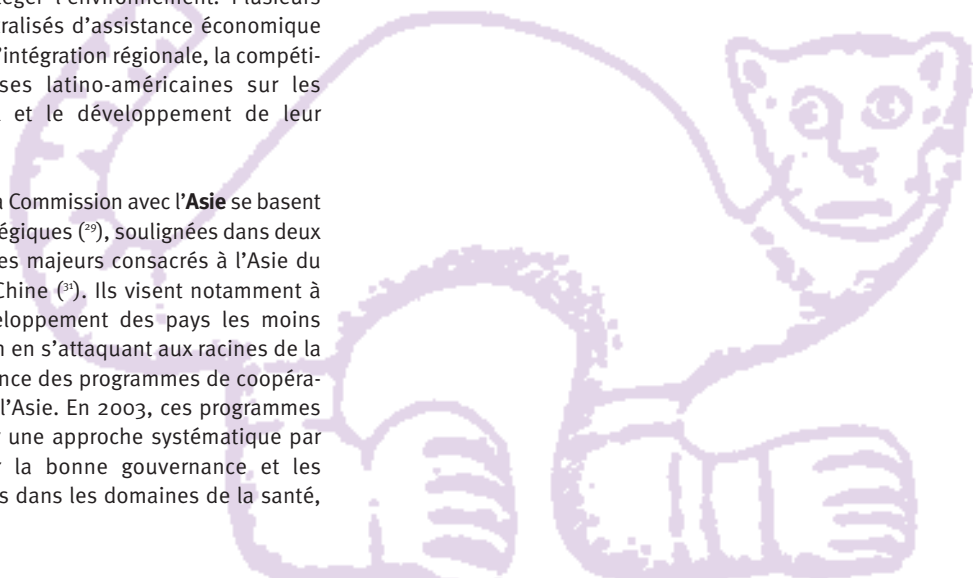 éger l'environnement. Plusieurs
ralisés d'assistance économique
'intégration régionale, la compéti-
ses latino-américaines sur les
et le développement de leur
a Commission avec l'Asie se basent
égiques (29), soulignées dans deux
es majeurs consacrés à l'Asie du
Chine (31). Ils visent notamment à
eloppement des pays les moins
n en s'attaquant aux racines de la
nce des programmes de coopéra-
l'Asie. En 2003, ces programmes
une approche systématique par
la bonne gouvernance et les
s dans les domaines de la santé,